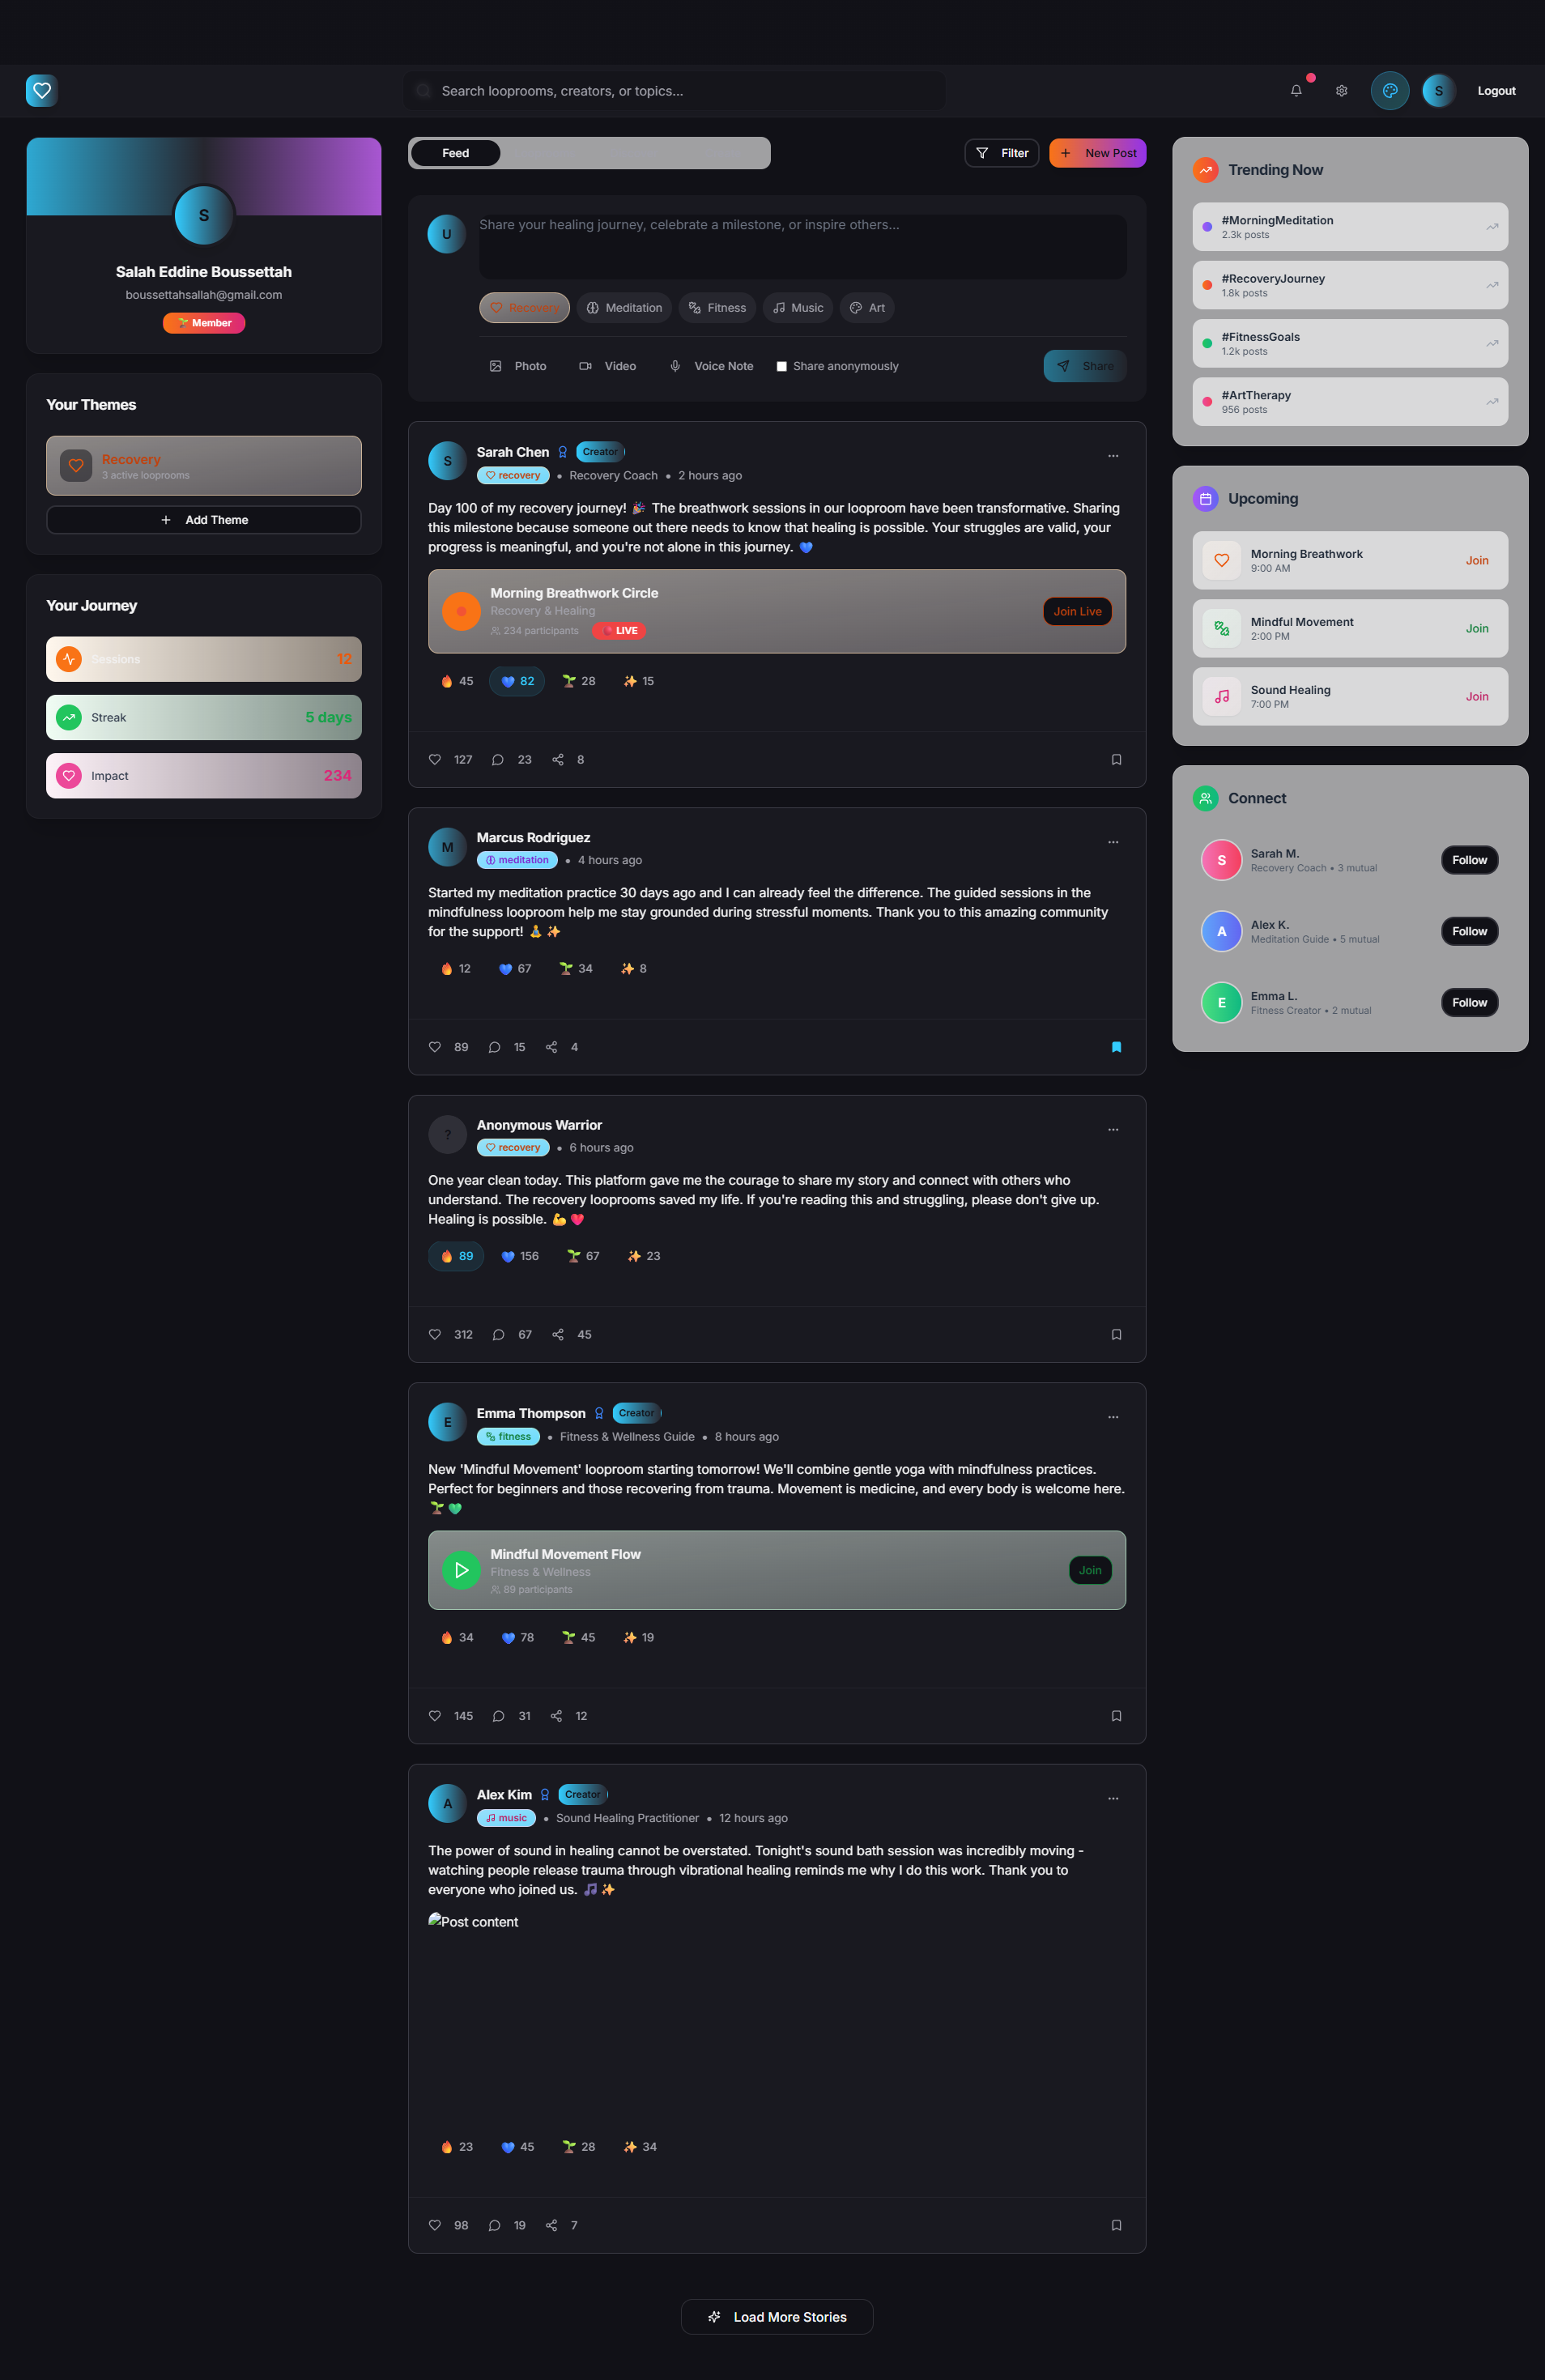 Search looprooms, creators, or topics...
S
Logout
S
Salah Eddine Boussettah
boussettahsallah@gmail.com
🌱 Member
Your Themes
Recovery
3 active looprooms
Add Theme
Your Journey
Sessions
12
Streak
5 days
Impact
234
Feed
Filter
New Post
U
Share your healing journey, celebrate a milestone, or inspire others...
Recovery
Meditation
Fitness
Music
Art
Photo
Video
Voice Note
Share anonymously
Share
S
Sarah Chen
Creator
recovery • Recovery Coach • 2 hours ago
Day 100 of my recovery journey! 🎉 The breathwork sessions in our looproom have been transformative. Sharing
this milestone because someone out there needs to know that healing is possible. Your struggles are valid, your
progress is meaningful, and you're not alone in this journey. 💙
Morning Breathwork Circle
Recovery & Healing
234 participants
🔴 LIVE
Join Live
🔥 45 💙 82 🌱 28 ✨ 15
127 23 8
M
Marcus Rodriguez
meditation • 4 hours ago
Started my meditation practice 30 days ago and I can already feel the difference. The guided sessions in the
mindfulness looproom help me stay grounded during stressful moments. Thank you to this amazing community
for the support! 🙏✨
🔥 12 💙 67 🌱 34 ✨ 8
89 15 4
?
Anonymous Warrior
recovery • 6 hours ago
One year clean today. This platform gave me the courage to share my story and connect with others who
understand. The recovery looprooms saved my life. If you're reading this and struggling, please don't give up.
Healing is possible. 💪❤️
🔥 89 💙 156 🌱 67 ✨ 23
312 67 45
E
Emma Thompson
Creator
fitness • Fitness & Wellness Guide • 8 hours ago
New 'Mindful Movement' looproom starting tomorrow! We'll combine gentle yoga with mindfulness practices.
Perfect for beginners and those recovering from trauma. Movement is medicine, and every body is welcome here.
🌱💚
Mindful Movement Flow
Fitness & Wellness
89 participants
Join
🔥 34 💙 78 🌱 45 ✨ 19
145 31 12
A
Alex Kim
Creator
music • Sound Healing Practitioner • 12 hours ago
The power of sound in healing cannot be overstated. Tonight's sound bath session was incredibly moving -
watching people release trauma through vibrational healing reminds me why I do this work. Thank you to
everyone who joined us. 🎵✨
Post content
🔥 23 💙 45 🌱 28 ✨ 34
98 19 7
Load More Stories
Trending Now
#MorningMeditation
2.3k posts
#RecoveryJourney
1.8k posts
#FitnessGoals
1.2k posts
#ArtTherapy
956 posts
Upcoming
Morning Breathwork
9:00 AM
Join
Mindful Movement
2:00 PM
Join
Sound Healing
7:00 PM
Join
Connect
S
Sarah M.
Recovery Coach • 3 mutual
Follow
A
Alex K.
Meditation Guide • 5 mutual
Follow
E
Emma L.
Fitness Creator • 2 mutual
Follow